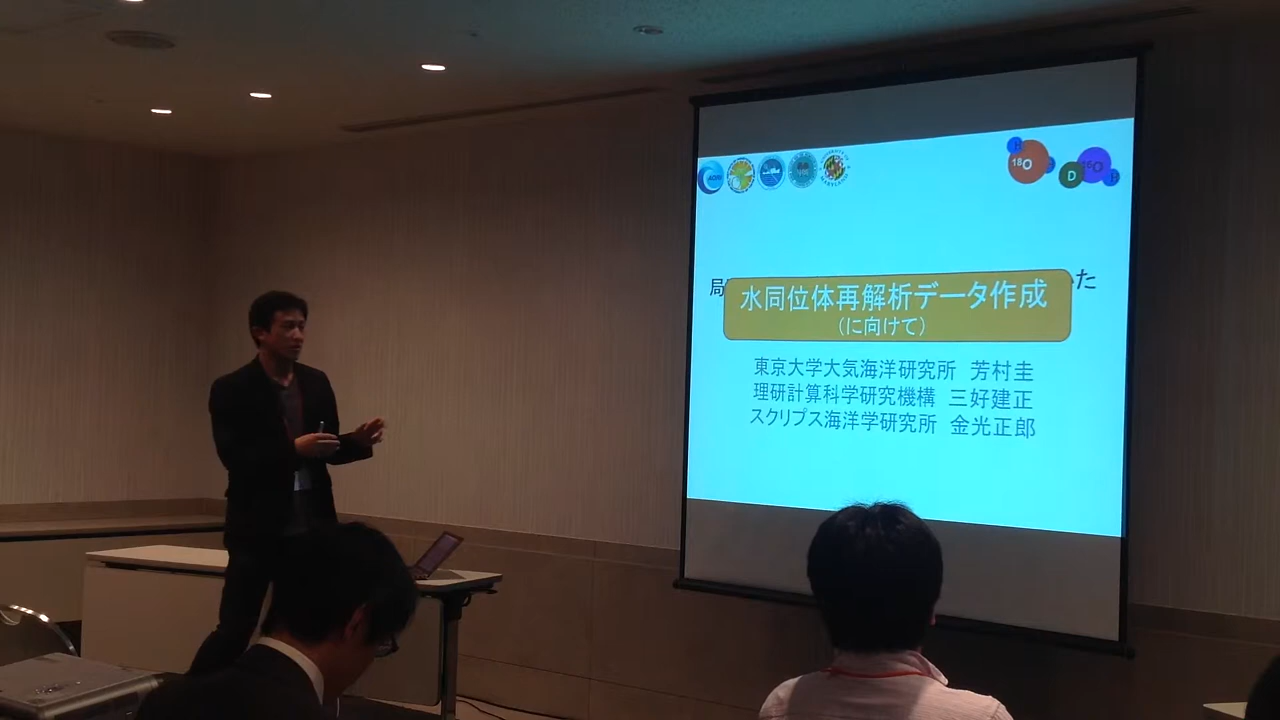 18O
D
局
た
水同位体再解析データ作成
（に向けて）
東京大学大気海洋研究所 芳村圭
理研計算科学研究機構 三好建正
スクリプス海洋学研究所 金光正郎